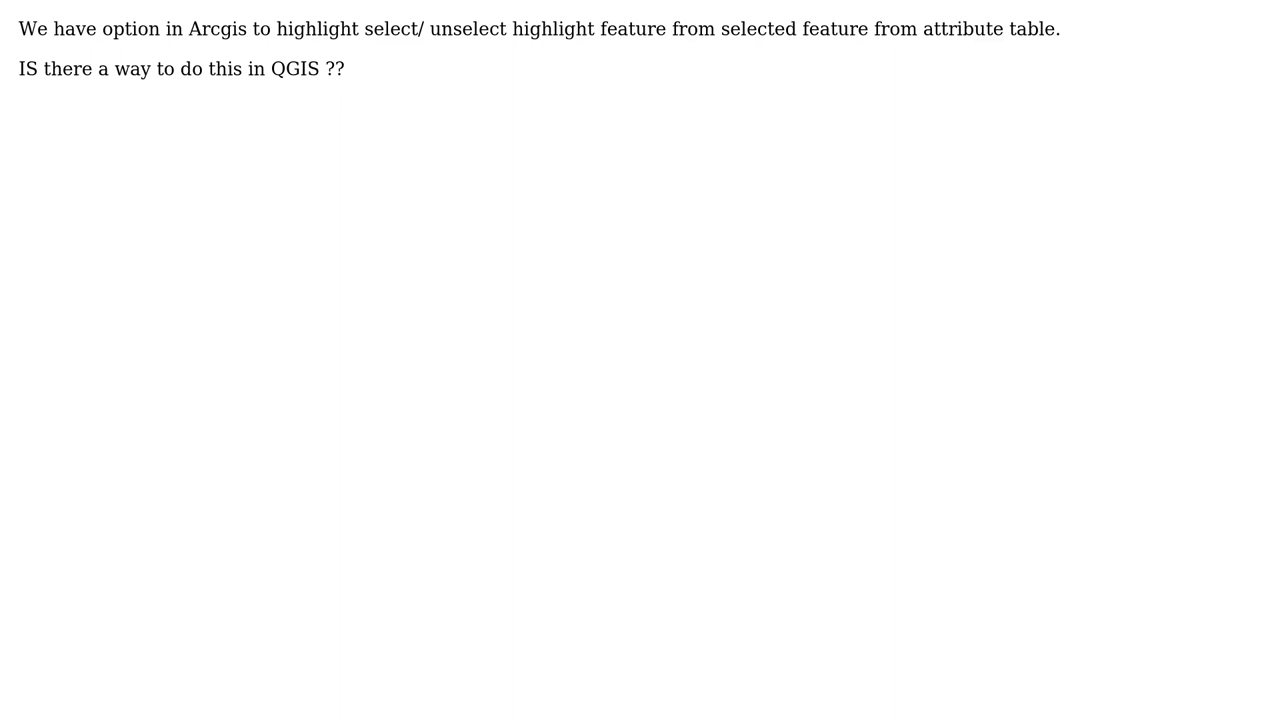 We have option in Arcgis to highlight select/ unselect highlight feature from selected feature from attribute table.
IS there a way to do this in QGIS ??